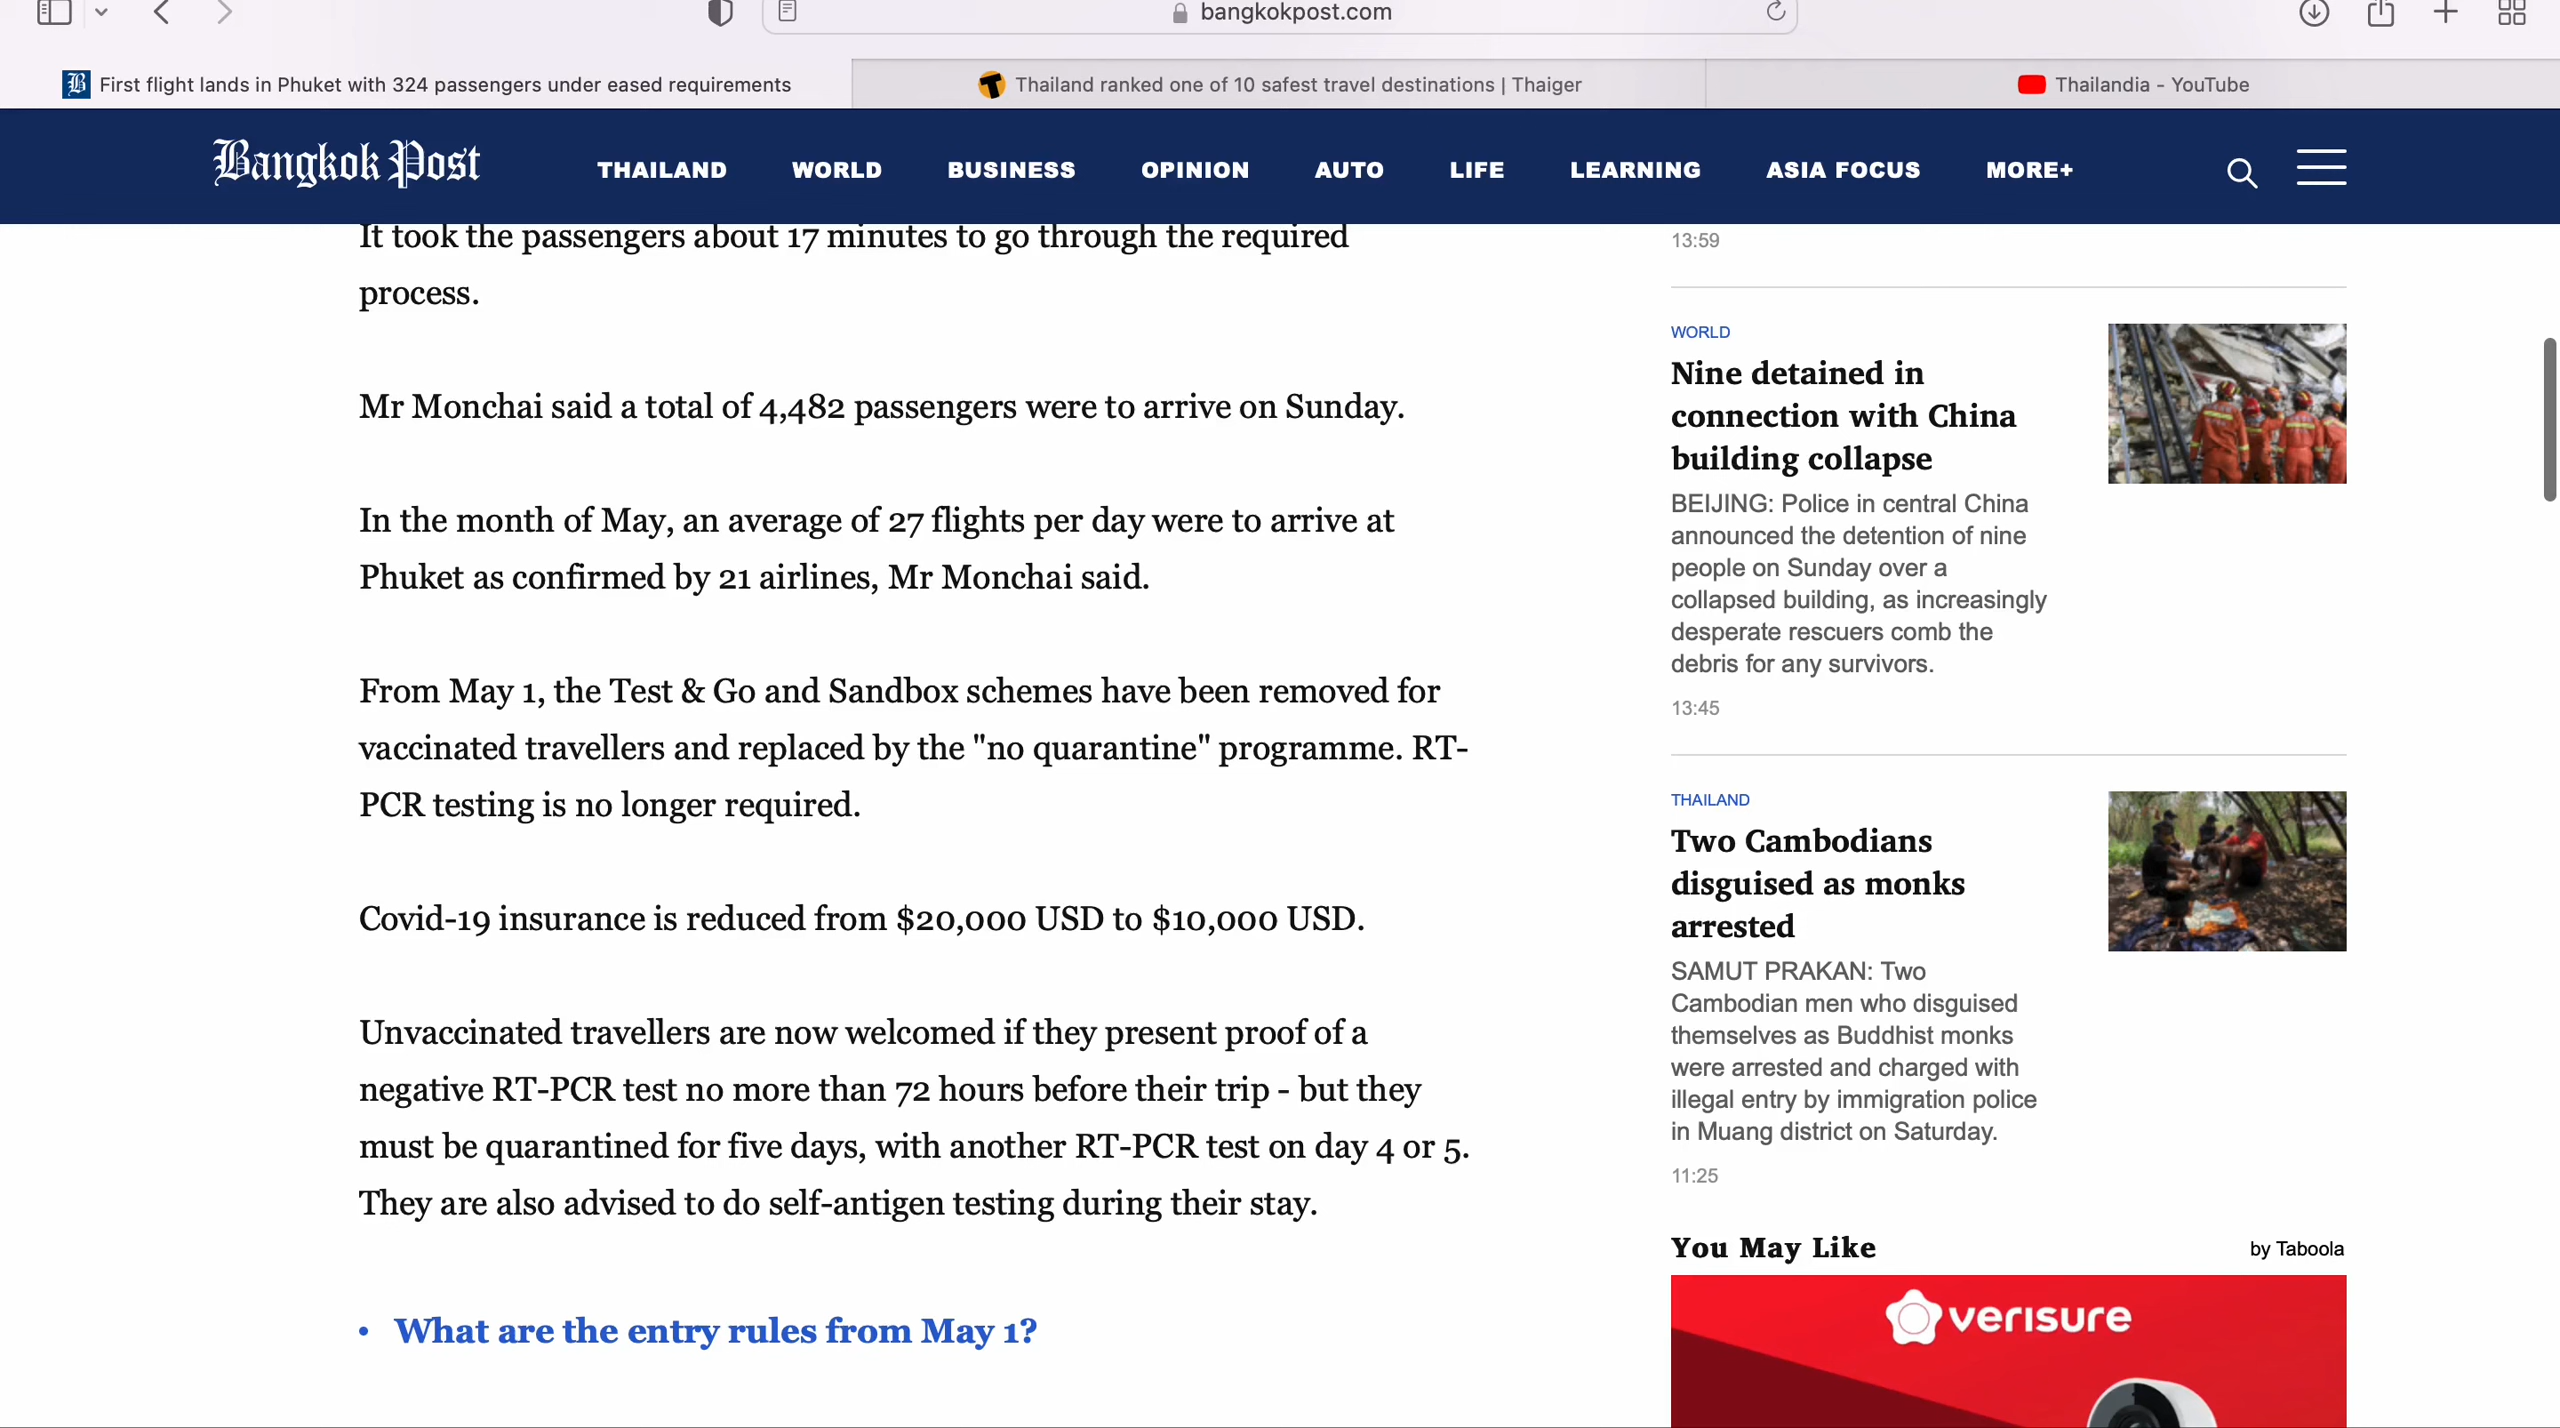 bangkokpost.com
First flight lands in Phuket with 324 passengers under eased requirements
Thailand ranked one of 10 safest travel destinations | Thaiger
Thailandia - YouTube
Bangkok Post
THAILAND
WORLD
BUSINESS
OPINION
AUTO
LIFE
LEARNING
ASIA FOCUS
MORE+
It took the passengers about 17 minutes to go through the required
process.
Mr Monchai said a total of 4,482 passengers were to arrive on Sunday.
In the month of May, an average of 27 flights per day were to arrive at
Phuket as confirmed by 21 airlines, Mr Monchai said.
From May 1, the Test & Go and Sandbox schemes have been removed for
vaccinated travellers and replaced by the "no quarantine" programme. RT-
PCR testing is no longer required.
Covid-19 insurance is reduced from $20,000 USD to $10,000 USD.
Unvaccinated travellers are now welcomed if they present proof of a
negative RT-PCR test no more than 72 hours before their trip - but they
must be quarantined for five days, with another RT-PCR test on day 4 or 5.
They are also advised to do self-antigen testing during their stay.
• What are the entry rules from May 1?
13:59
WORLD
Nine detained in
connection with China
building collapse
BEIJING: Police in central China
announced the detention of nine
people on Sunday over a
collapsed building, as increasingly
desperate rescuers comb the
debris for any survivors.
13:45
THAILAND
Two Cambodians
disguised as monks
arrested
SAMUT PRAKAN: Two
Cambodian men who disguised
themselves as Buddhist monks
were arrested and charged with
illegal entry by immigration police
in Muang district on Saturday.
11:25
You May Like
by Taboola
verisure